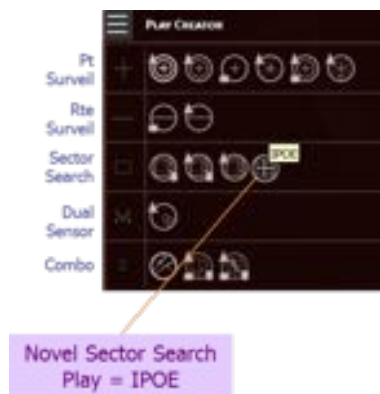 PLAY CREATOR
Pt
Surveil
Rte
Surveil
Sector
Search
IPOE
Dual
Sensor
M
Combo
Novel Sector Search
Play = IPOE